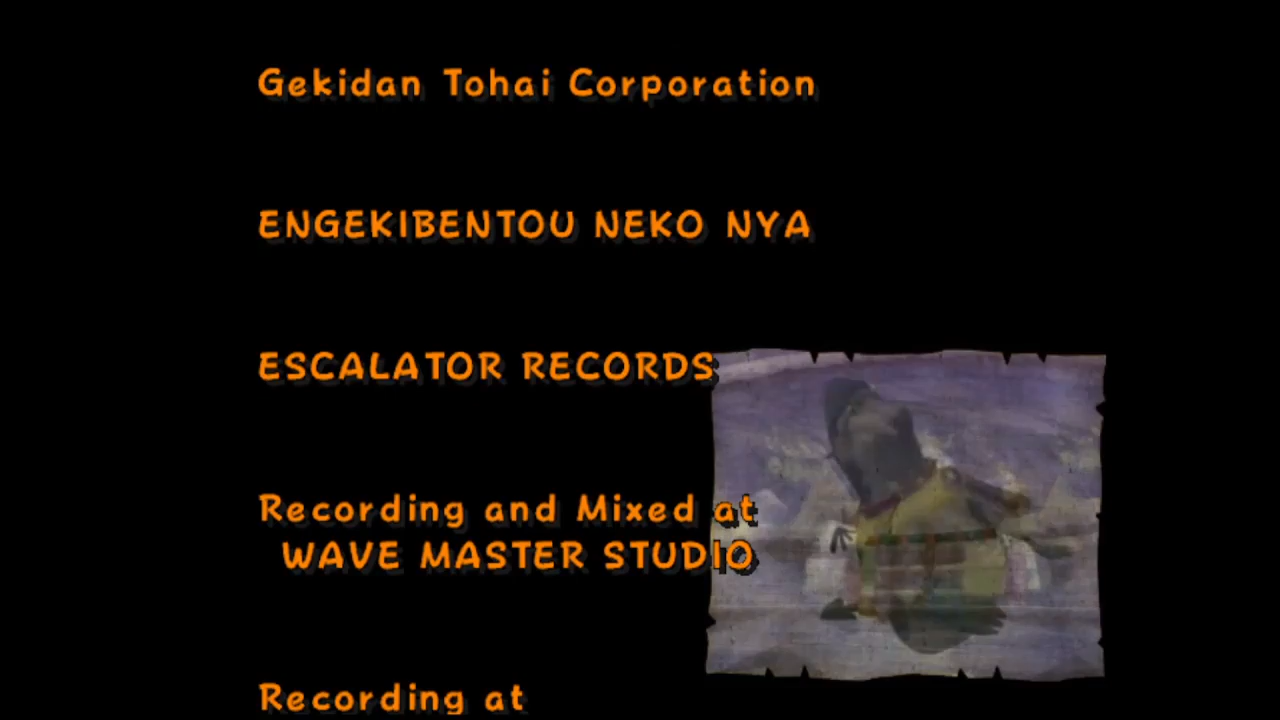 Gekidan Tohai Corporation
ENGEKIBENTOU NEKO NYA
ESCALATOR RECORDS
Recording and Mixed at
WAVE MASTER STUDIO
Recording at